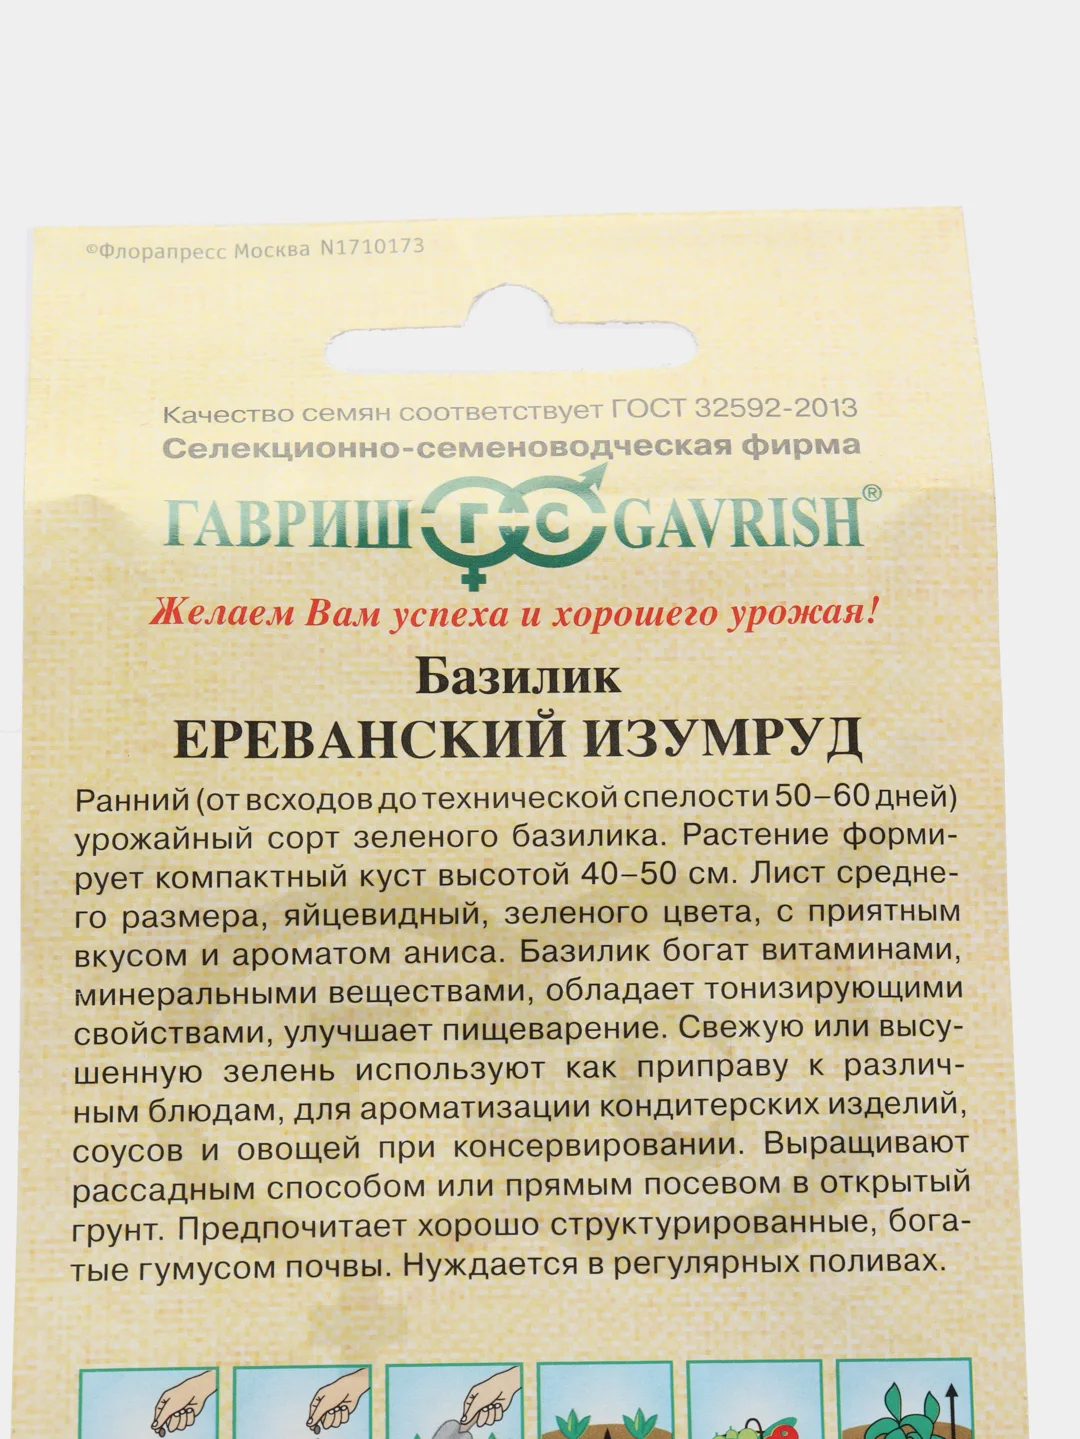 ©Флорапресс Москва N1710173
Качество семян соответствует ГОСТ 32592-2013
Селекционно-семеноводческая фирма
ГАВРИШ ГС GAVRISH®
Желаем Вам успеха и хорошего урожая!
Базилик
ЕРЕВАНСКИЙ ИЗУМРУД
Ранний (от всходов до технической спелости 50–60 дней)
урожайный сорт зеленого базилика. Растение форми-
рует компактный куст высотой 40–50 см. Лист средне-
го размера, яйцевидный, зеленого цвета, с приятным
вкусом и ароматом аниса. Базилик богат витаминами,
минеральными веществами, обладает тонизирующими
свойствами, улучшает пищеварение. Свежую или высу-
шенную зелень используют как приправу к различ-
ным блюдам, для ароматизации кондитерских изделий,
соусов и овощей при консервировании. Выращивают
рассадным способом или прямым посевом в открытый
грунт. Предпочитает хорошо структурированные, бога-
тые гумусом почвы. Нуждается в регулярных поливах.